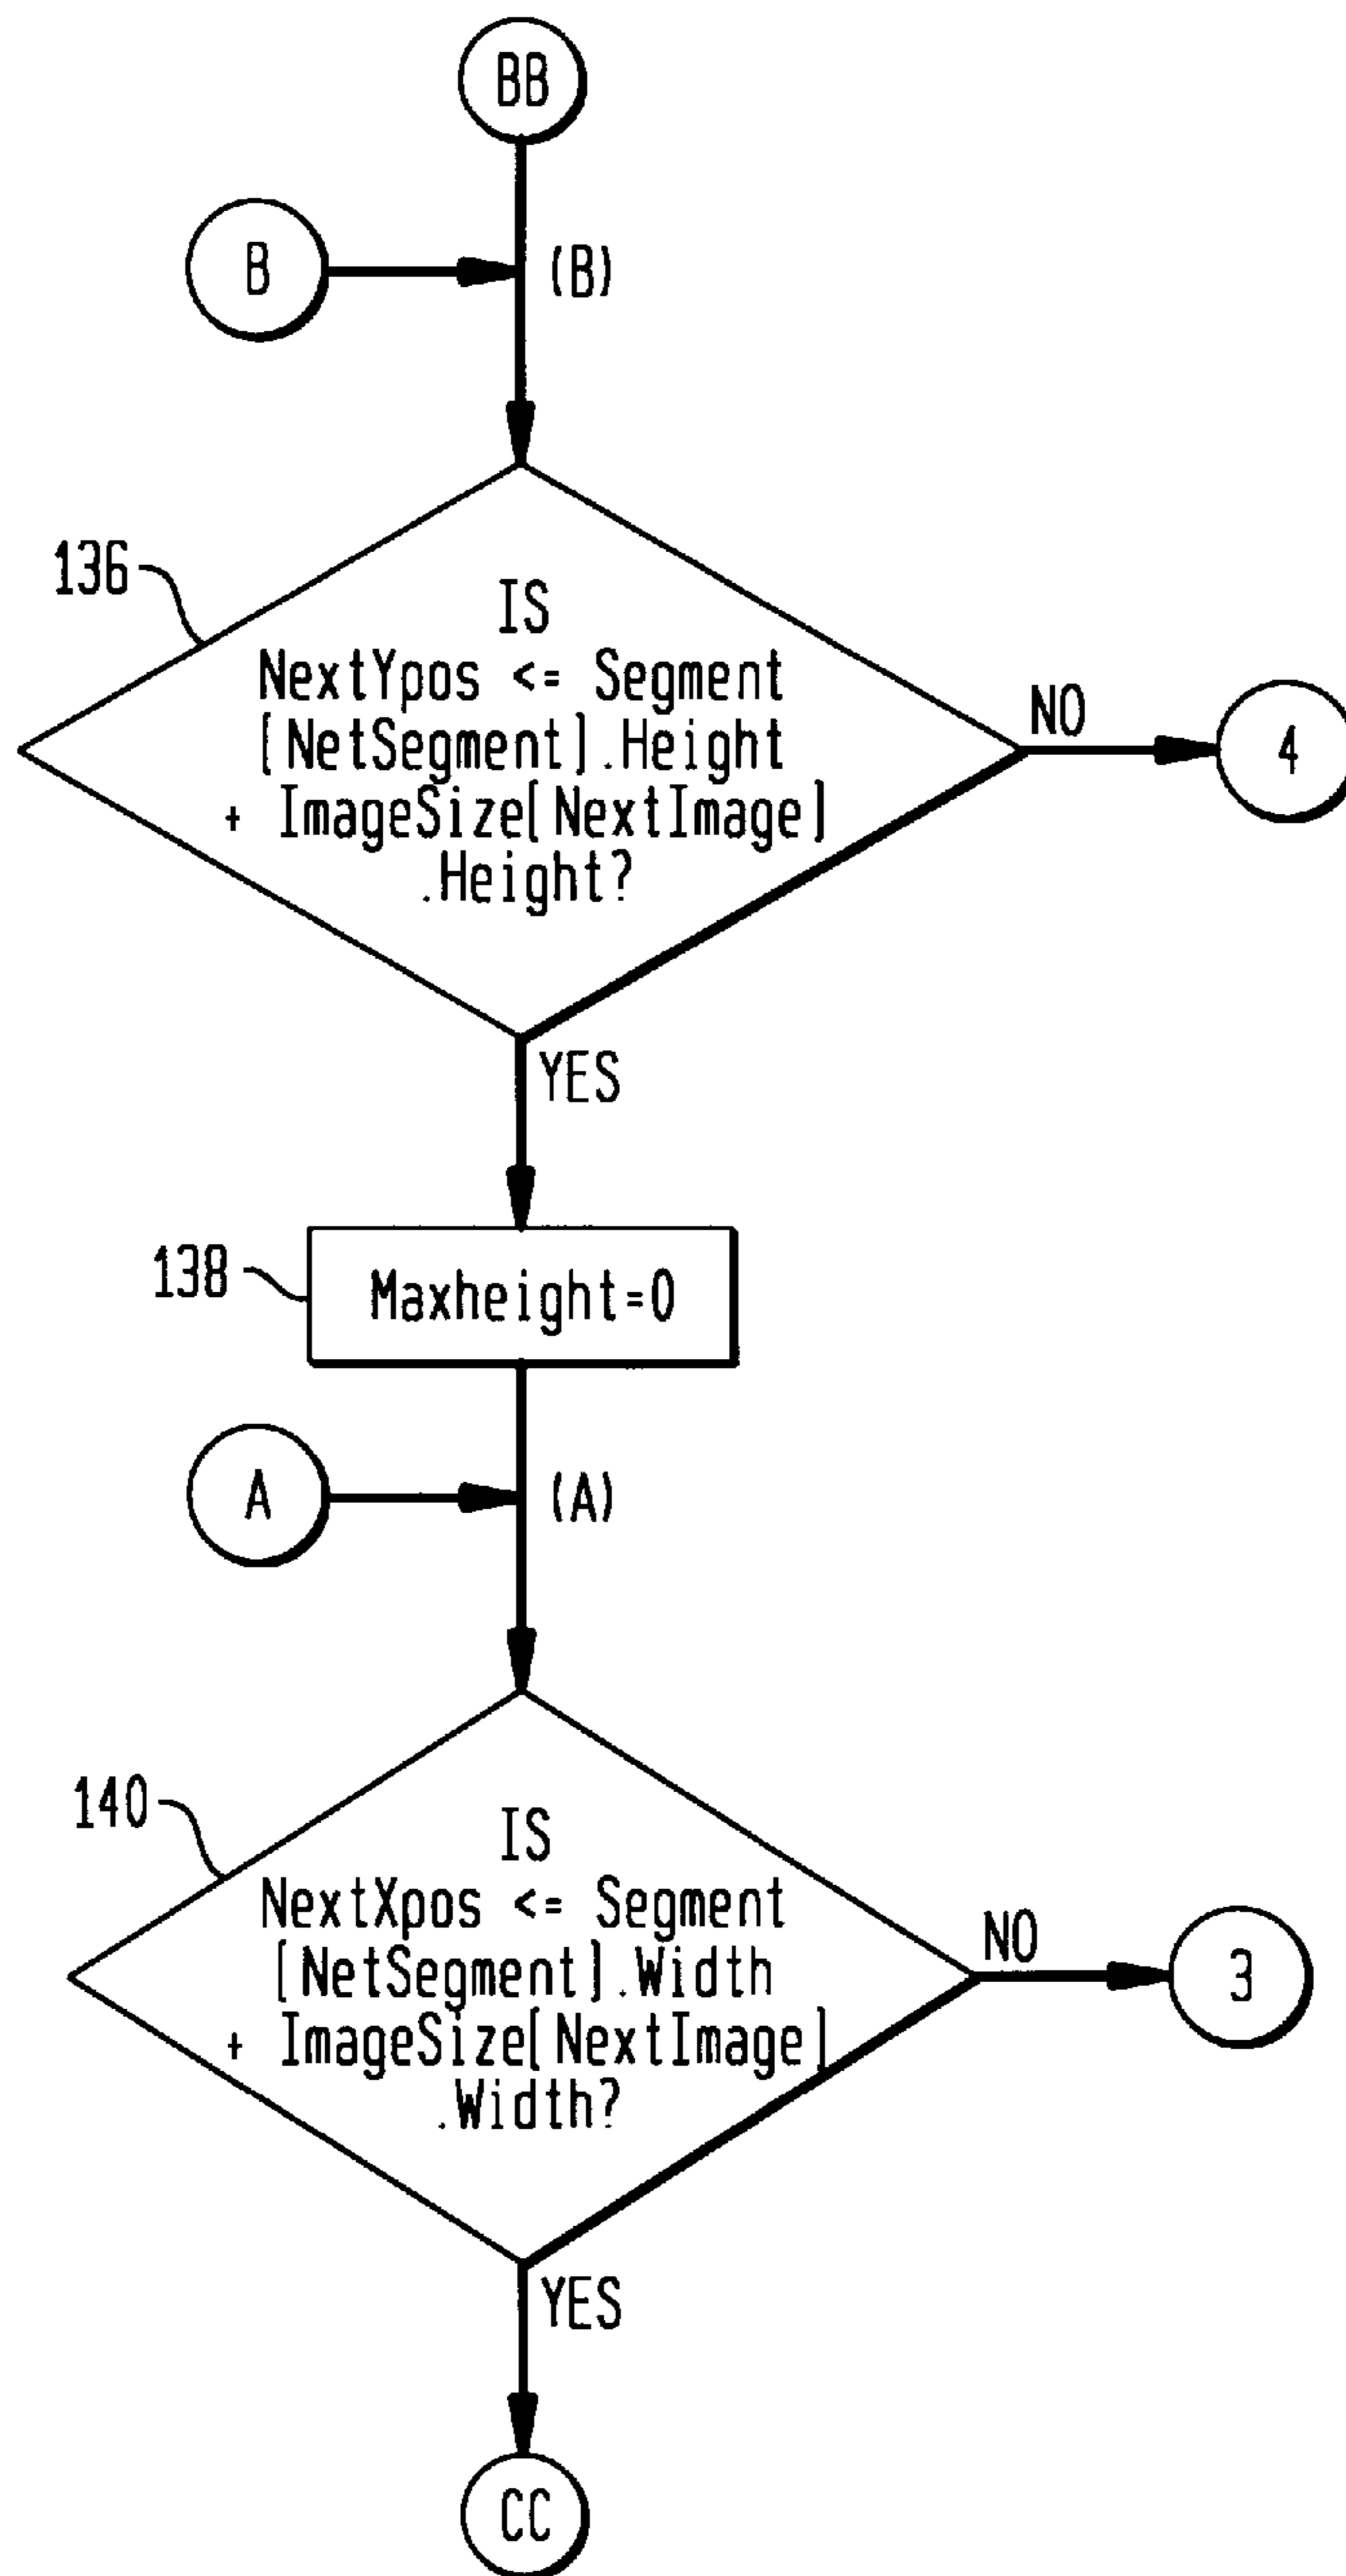 BB
B
(B)
136
IS
NextYpos <= Segment
[NetSegment].Height
+ ImageSize[NextImage]
.Height?
NO
4
YES
138
Maxheight=0
A
(A)
140
IS
NextXpos <= Segment
[NetSegment].Width
+ ImageSize[NextImage]
.Width?
NO
3
YES
CC